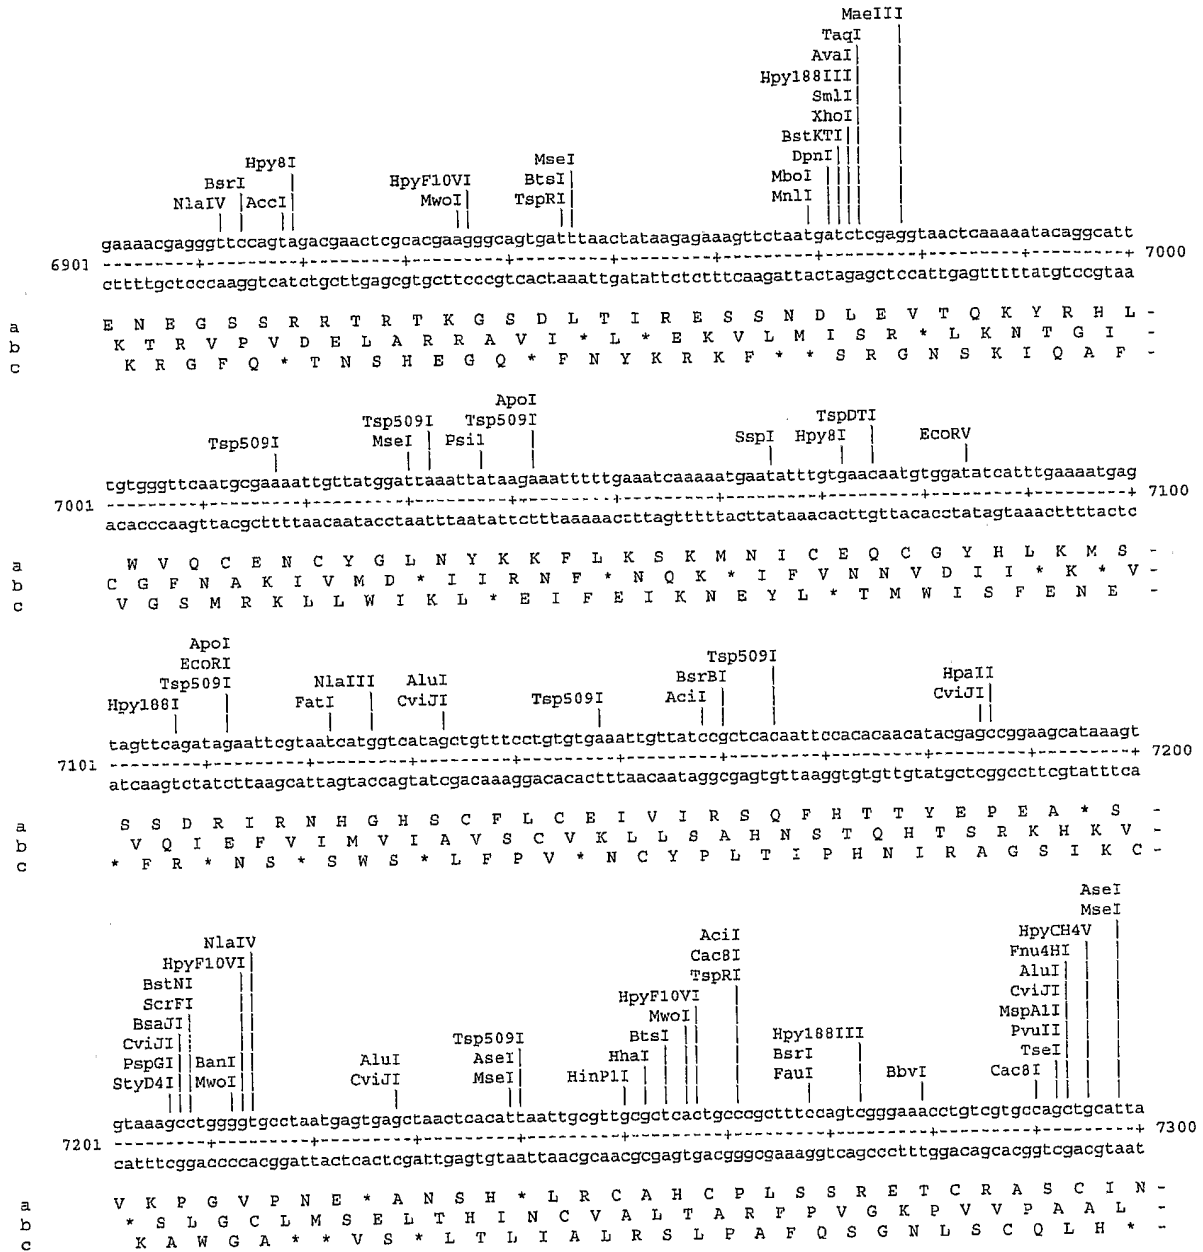 MaeIII
TaqI
AvaI
Hpy188III
SmlI
XhoI
BstKTI
Hpy8I MseI DpnI
BsrI HpyF10VI BtsI MboI
NlaIV AccI MwoI TspRI MnlI
gaaaacgagggttccagtagacgaactcgcacgaagggcagtgatttaactataagagaaagttctaatgatctcgaggtaactcaaaaatacaggcatt
6901 ---------+---------+---------+---------+---------+---------+---------+---------+---------+---------+ 7000
cttttgctcccaaggtcatctgcttgagcgtgcttcccgtcactaaattgatattctctttcaagattactagagctccattgagtttttatgtccgtaa
a E N E G S S R R T R T K G S D L T I R E S S N D L E V T Q K Y R H L -
b K T R V P V D E L A R R A V I * L * E K V L M I S R * L K N T G I -
c K R G F Q * T N S H E G Q * F N Y K R K F * * S R G N S K I Q A F -
ApoI
Tsp509I Tsp509I TspDTI
Tsp509I MseI PsiI SspI Hpy8I EcoRV
tgtgggttcaatgcgaaaattgttatggattaaattataagaaatttttgaaatcaaaaatgaatatttgtgaacaatgtggatatcatttgaaaatgag
7001 ---------+---------+---------+---------+---------+---------+---------+---------+---------+---------+ 7100
acacccaagttacgcttttaacaatacctaatttaatattctttaaaaactttagtttttacttataaacacttgttacacctatagtaaacttttactc
a W V Q C E N C Y G L N Y K K F L K S K M N I C E Q C G Y H L K M S -
b C G F N A K I V M D * I I R N F * N Q K * I F V N N V D I I * K * V -
c V G S M R K L L W I K L * E I F E I K N E Y L * T M W I S F E N E -
ApoI
EcoRI Tsp509I
Tsp509I NlaIII AluI BsrBI HpaII
Hpy188I FatI CviJI Tsp509I AciI CviJI
tagttcagatagaattcgtaatcatggtcatagctgtttcctgtgtgaaattgttatccgctcacaattccacacaacatacgagccggaagcataaagt
7101 ---------+---------+---------+---------+---------+---------+---------+---------+---------+---------+ 7200
atcaagtctatcttaagcattagtaccagtatcgacaaaggacacactttaacaataggcgagtgttaaggtgtgttgtatgctcggccttcgtatttca
a S S D R I R N H G H S C F L C E I V I R S Q F H T T Y E P E A * S -
b V Q I E F V I M V I A V S C V K L L S A H N S T Q H T S R K H K V -
c * F R * N S * S W S * L F P V * N C Y P L T I P H N I R A G S I K C -
AseI
MseI
NlaIV AciI HpyCH4V
HpyF10VI Cac8I Fnu4HI
BstNI TspRI AluI
ScrFI HpyF10VI CviJI
BsaJI MwoI MspA1I
CviJI Tsp509I BtsI Hpy188III PvuII
PspGI BanI AluI AseI HhaI BsrI TseI
StyD4I MwoI CviJI MseI HinP1I FauI BbvI Cac8I
gtaaagcctggggtgcctaatgagtgagctaactcacattaattgcgttgcgctcactgcccgctttccagtcgggaaacctgtcgtgccagctgcatta
7201 ---------+---------+---------+---------+---------+---------+---------+---------+---------+---------+ 7300
catttcggaccccacggattactcactcgattgagtgtaattaacgcaacgcgagtgacgggcgaaaggtcagccctttggacagcacggtcgacgtaat
a V K P G V P N E * A N S H * L R C A H C P L S S R E T C R A S C I N -
b * S L G C L M S E L T H I N C V A L T A R F P V G K P V V P A A L -
c K A W G A * * V S * L T L I A L R S L P A F Q S G N L S C Q L H * -